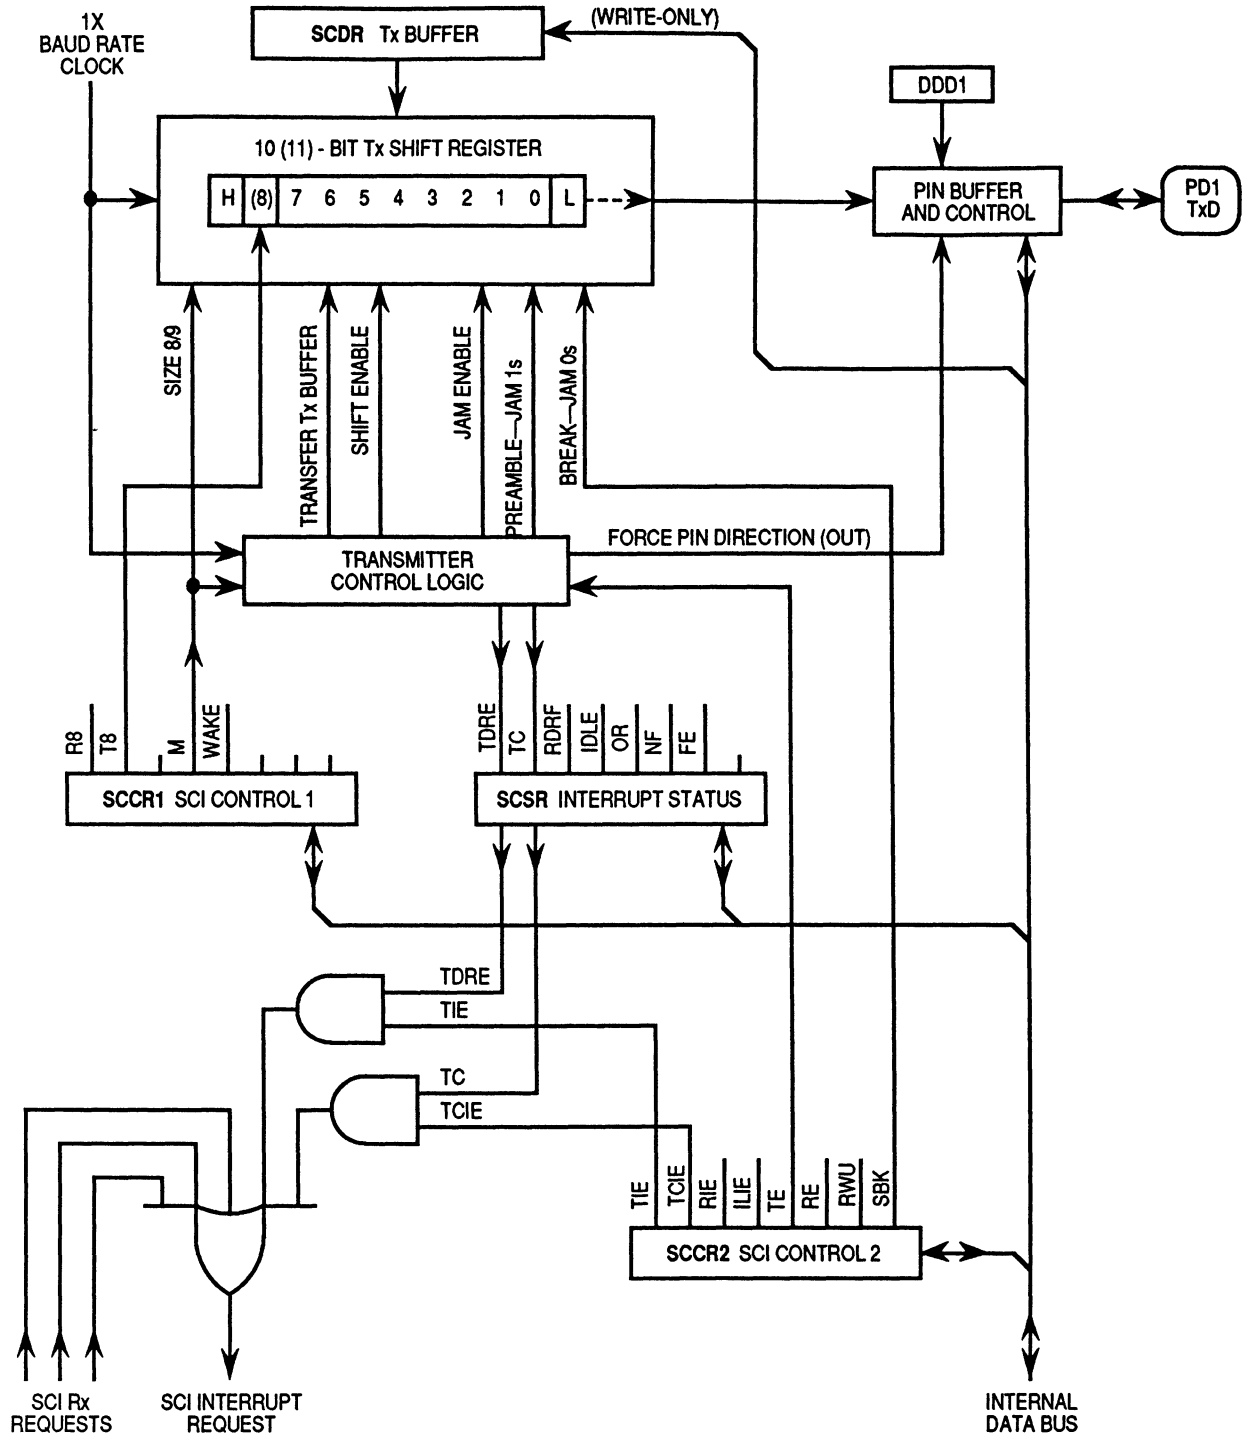 1X
BAUD RATE
CLOCK
SCDR Tx BUFFER
(WRITE-ONLY)
DDD1
10 (11) - BIT Tx SHIFT REGISTER
H (8) 7 6 5 4 3 2 1 0 L
PIN BUFFER
AND CONTROL
PD1
TxD
SIZE 8/9
TRANSFER Tx BUFFER
SHIFT ENABLE
JAM ENABLE
PREAMBLE—JAM 1s
BREAK—JAM 0s
FORCE PIN DIRECTION (OUT)
TRANSMITTER
CONTROL LOGIC
R8
T8
M
WAKE
TDRE
TC
RDRF
IDLE
OR
NF
FE
SCCR1 SCI CONTROL 1
SCSR INTERRUPT STATUS
TDRE
TIE
TC
TCIE
TIE
TCIE
RIE
ILIE
TE
RE
RWU
SBK
SCCR2 SCI CONTROL 2
SCI Rx
REQUESTS
SCI INTERRUPT
REQUEST
INTERNAL
DATA BUS